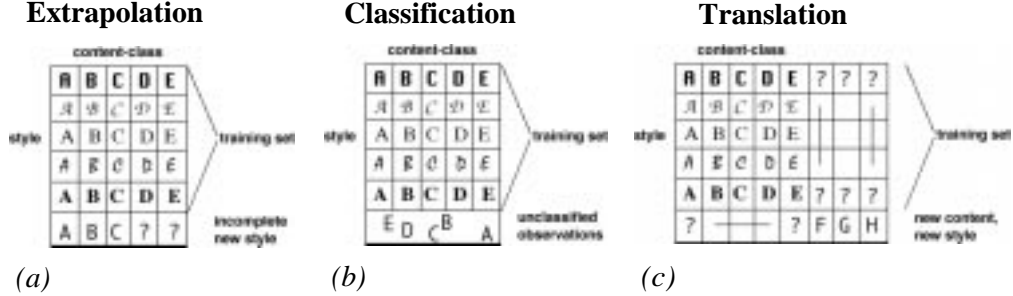 Extrapolation
content-class
A B C D E
A B C D E
style A B C D E training set
A B C D E
A B C D E
A B C ? ? incomplete new style
(a)
Classification
content-class
A B C D E
A B C D E
style A B C D E training set
A B C D E
A B C D E
E D C B A unclassified observations
(b)
Translation
content-class
A B C D E ? ? ?
A B C D E
style A B C D E training set
A B C D E
A B C D E ? ? ?
? ? F G H new content, new style
(c)